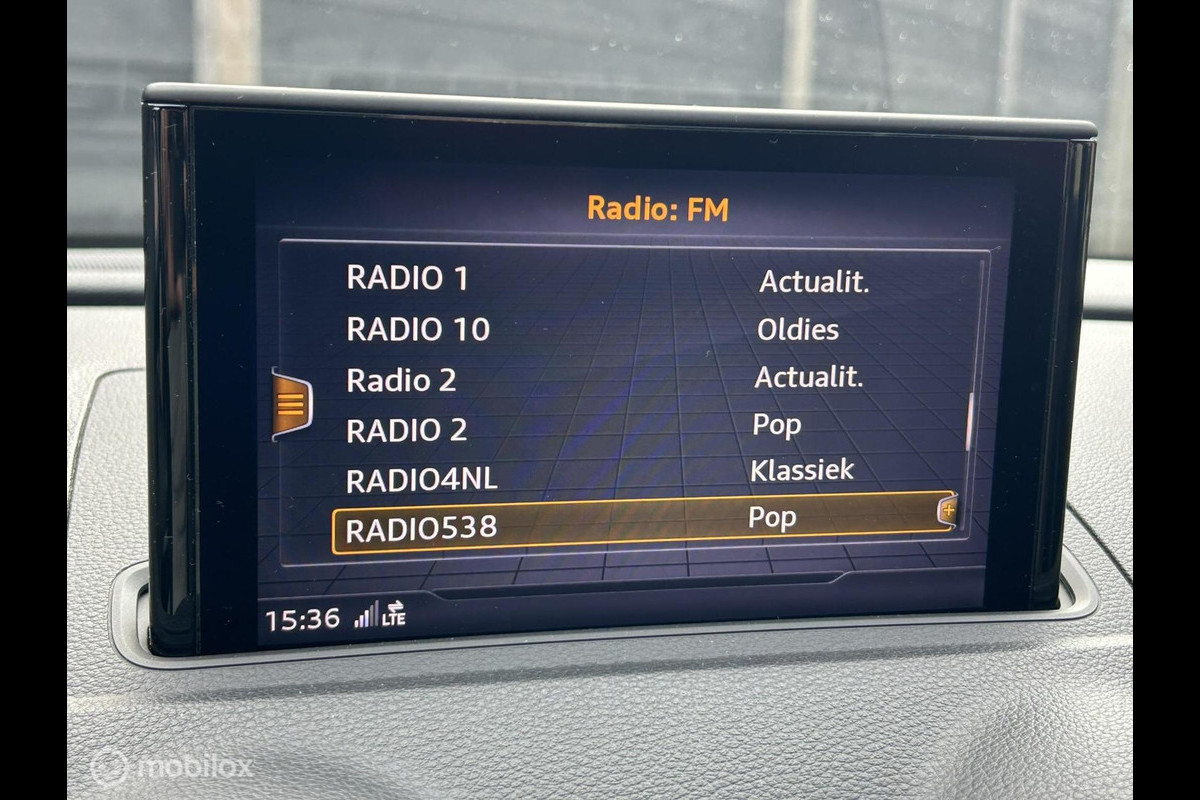 Radio: FM
RADIO 1 Actualit.
RADIO 10 Oldies
Radio 2 Actualit.
RADIO 2 Pop
RADIO4NL Klassiek
RADIO538 Pop
15:36 LTE
mobilox